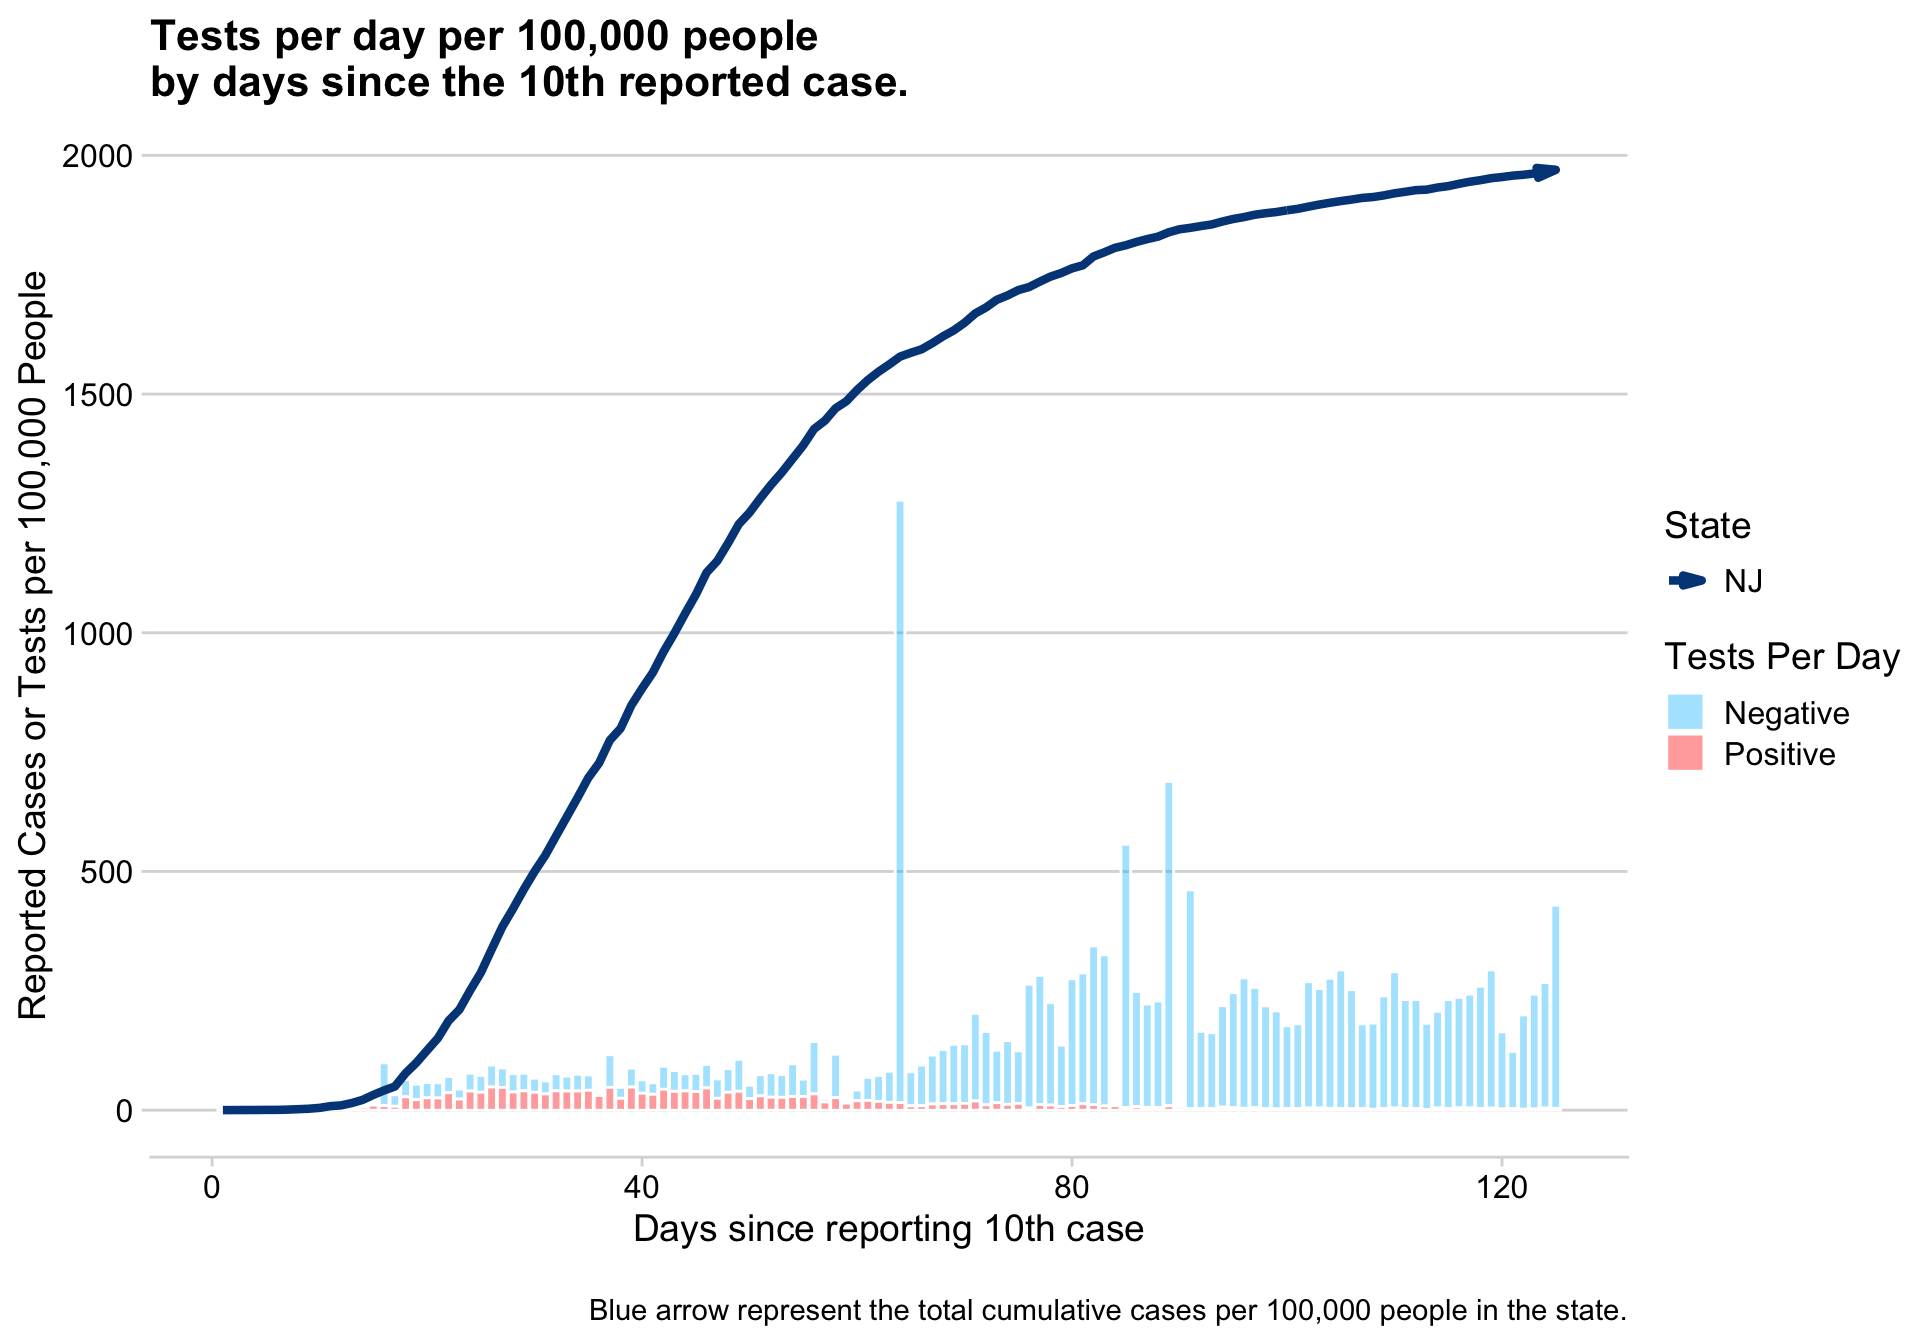 Tests per day per 100,000 people
by days since the 10th reported case.
Reported Cases or Tests per 100,000 People
2000
1500
1000
500
0
0
40
80
120
Days since reporting 10th case
State
NJ
Tests Per Day
Negative
Positive
Blue arrow represent the total cumulative cases per 100,000 people in the state.